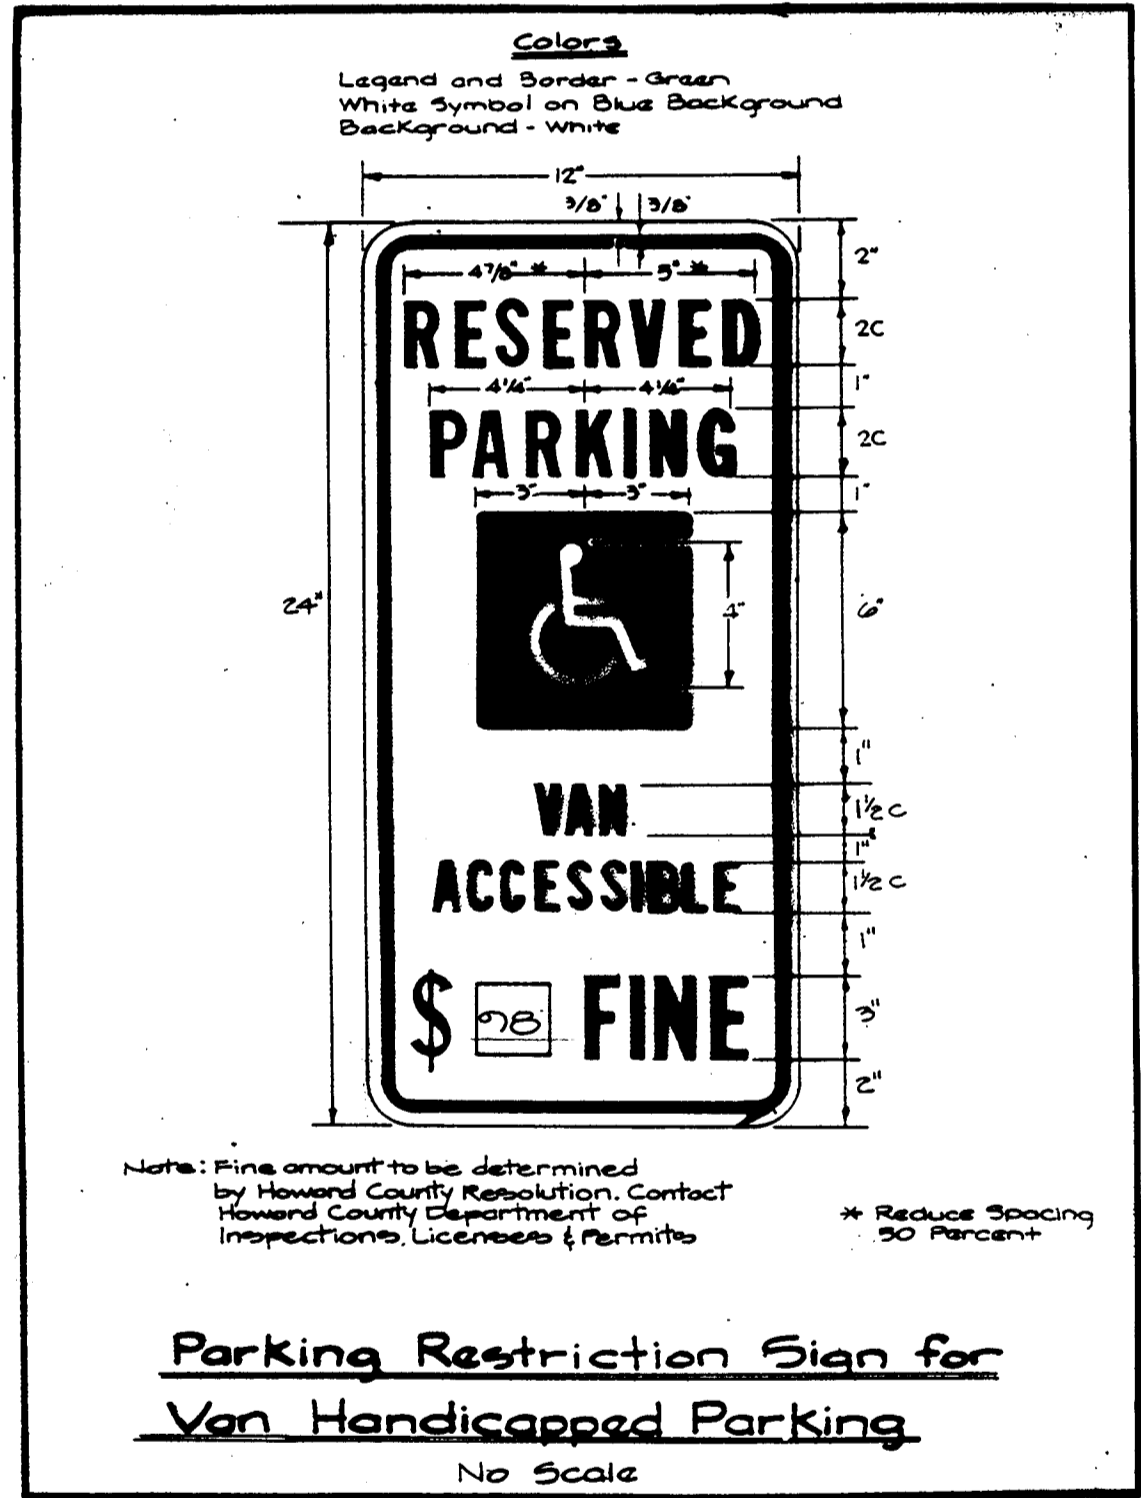 Colors
Legend and Border - Green
White Symbol on Blue Background
Background - White
12"
3/8" 3/8"
2"
4 7/8" * 5" *
RESERVED
2C
4 1/4" 4 1/4"
1"
PARKING
2C
3" 3"
1"
24"
4"
6"
1"
VAN
1 1/2 C
1"
ACCESSIBLE
1 1/2 C
1"
$ 98 FINE
3"
2"
Note: Fine amount to be determined
by Howard County Resolution. Contact
Howard County Department of
Inspections, Licenses & Permits
* Reduce Spacing
50 Percent
Parking Restriction Sign for
Van Handicapped Parking
No Scale